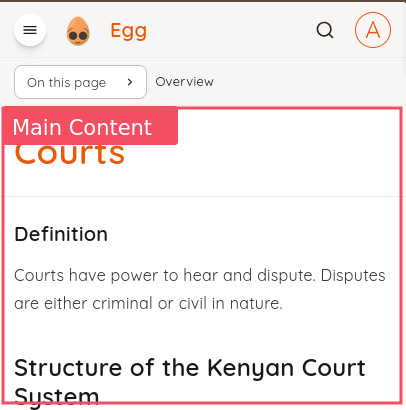 Egg
A
On this page
Overview
Main Content
Courts
Definition
Courts have power to hear and dispute. Disputes
are either criminal or civil in nature.
Structure of the Kenyan Court
System